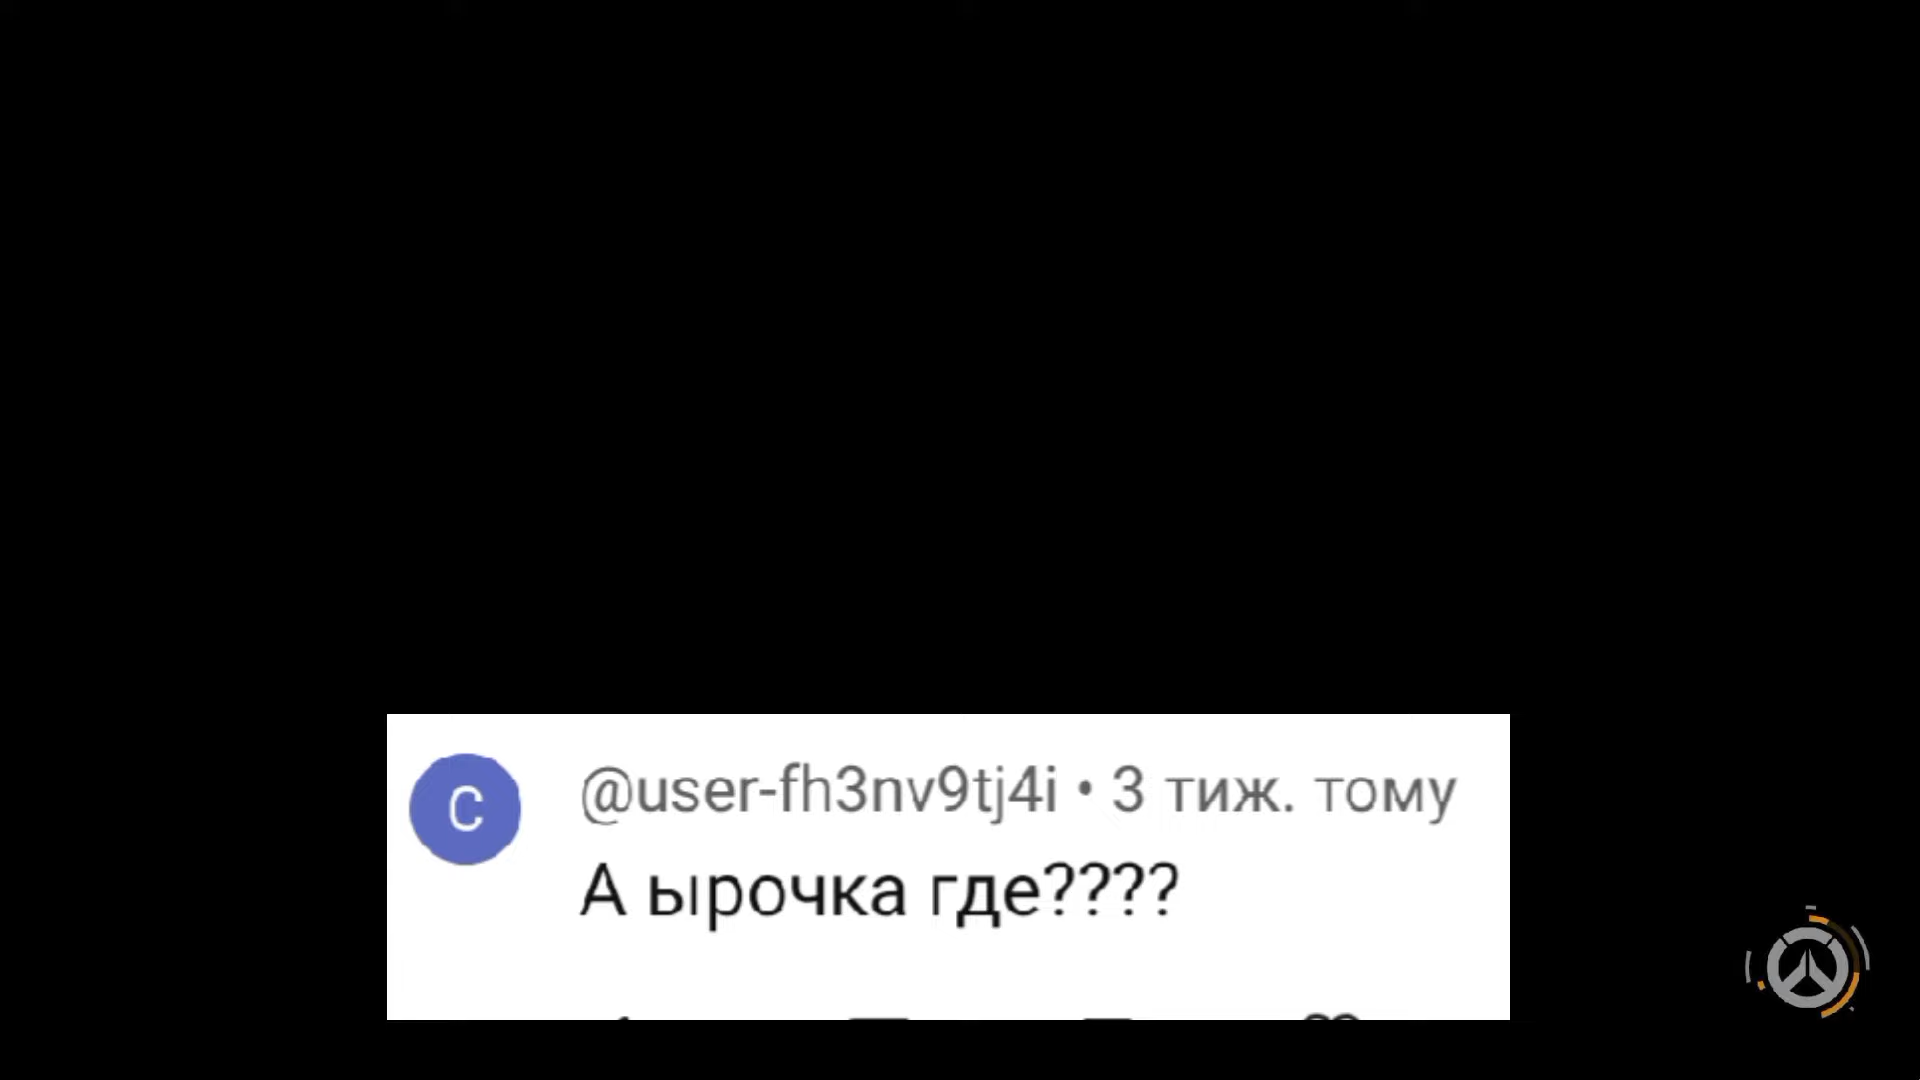 С
@user-fh3nv9tj4i • 3 тиж. тому
А ырочка где????